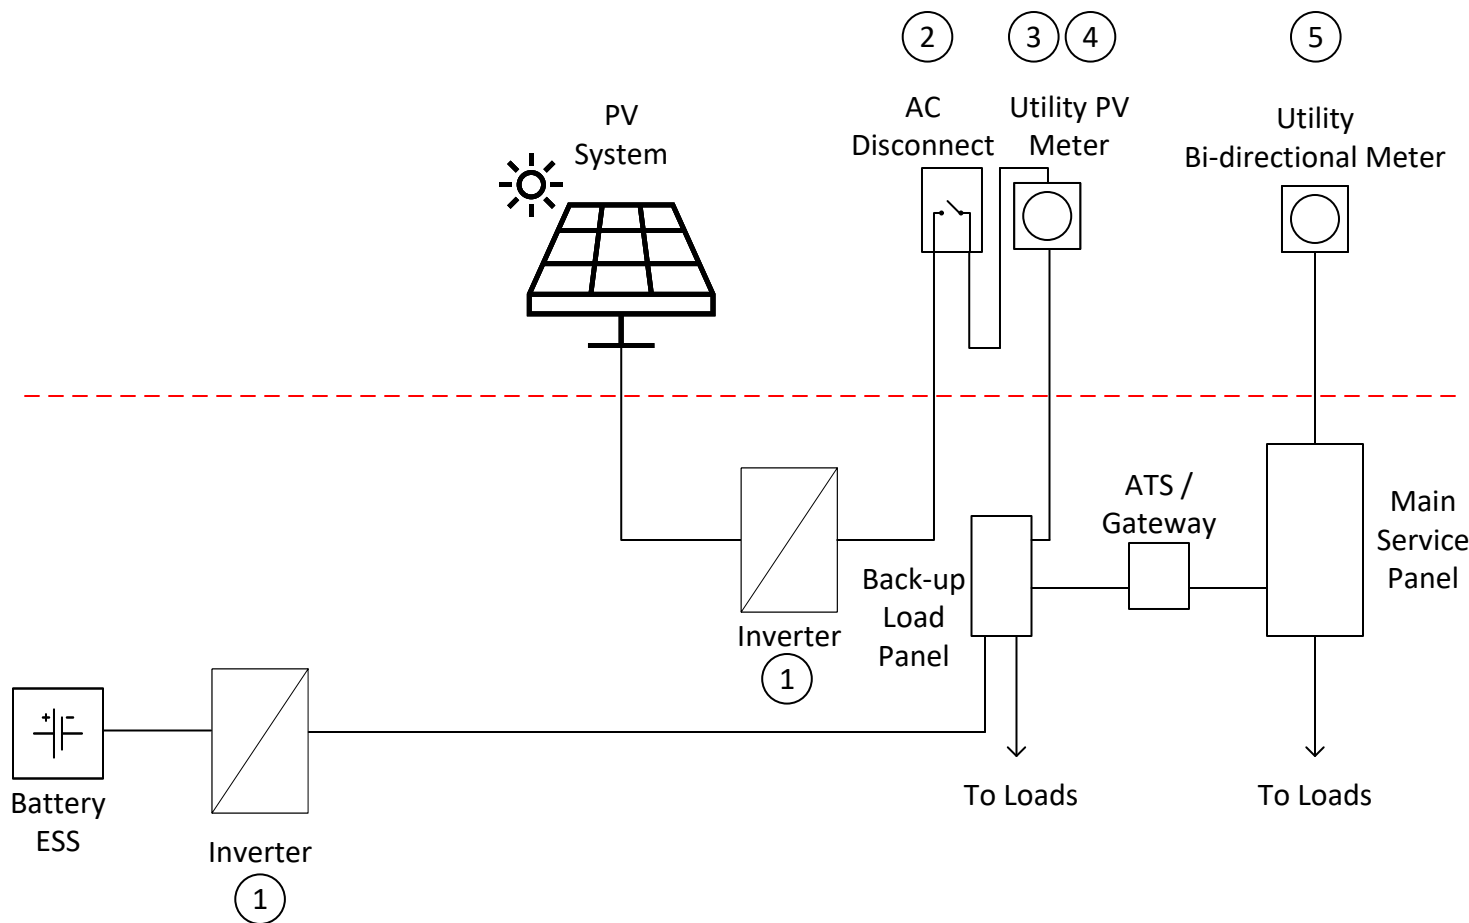 2
3
4
5
AC
Disconnect
Utility PV
Meter
Utility
Bi-directional Meter
PV
System
ATS /
Gateway
Main
Service
Panel
Back-up
Load
Panel
Inverter
1
+ -
Battery
ESS
Inverter
1
To Loads
To Loads